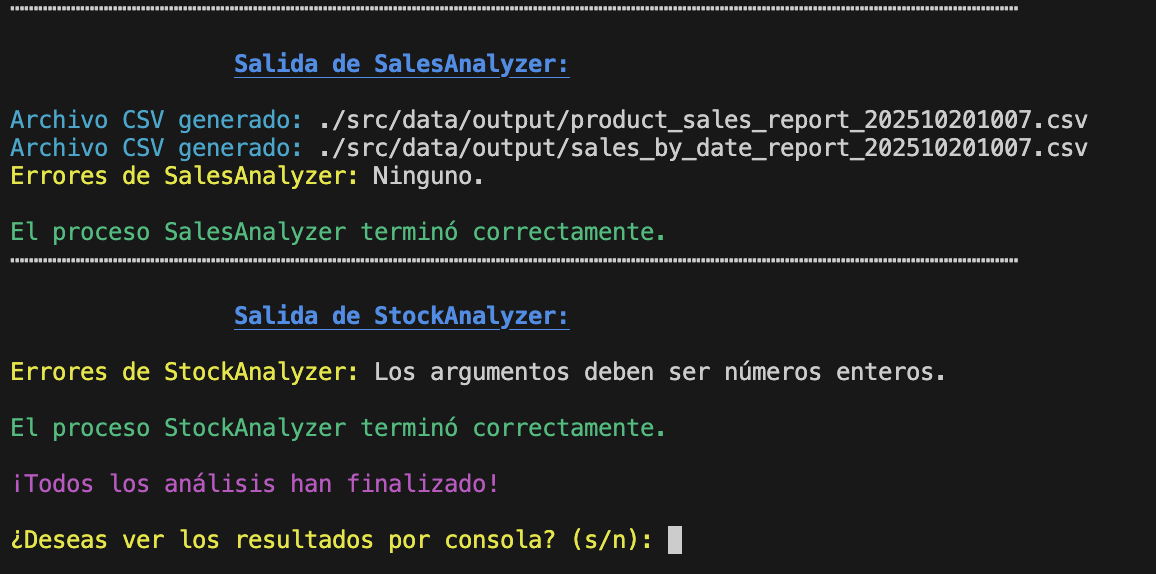 Salida de SalesAnalyzer:
Archivo CSV generado: ./src/data/output/product_sales_report_202510201007.csv
Archivo CSV generado: ./src/data/output/sales_by_date_report_202510201007.csv
Errores de SalesAnalyzer: Ninguno.
El proceso SalesAnalyzer terminó correctamente.
Salida de StockAnalyzer:
Errores de StockAnalyzer: Los argumentos deben ser números enteros.
El proceso StockAnalyzer terminó correctamente.
¡Todos los análisis han finalizado!
¿Deseas ver los resultados por consola? (s/n):